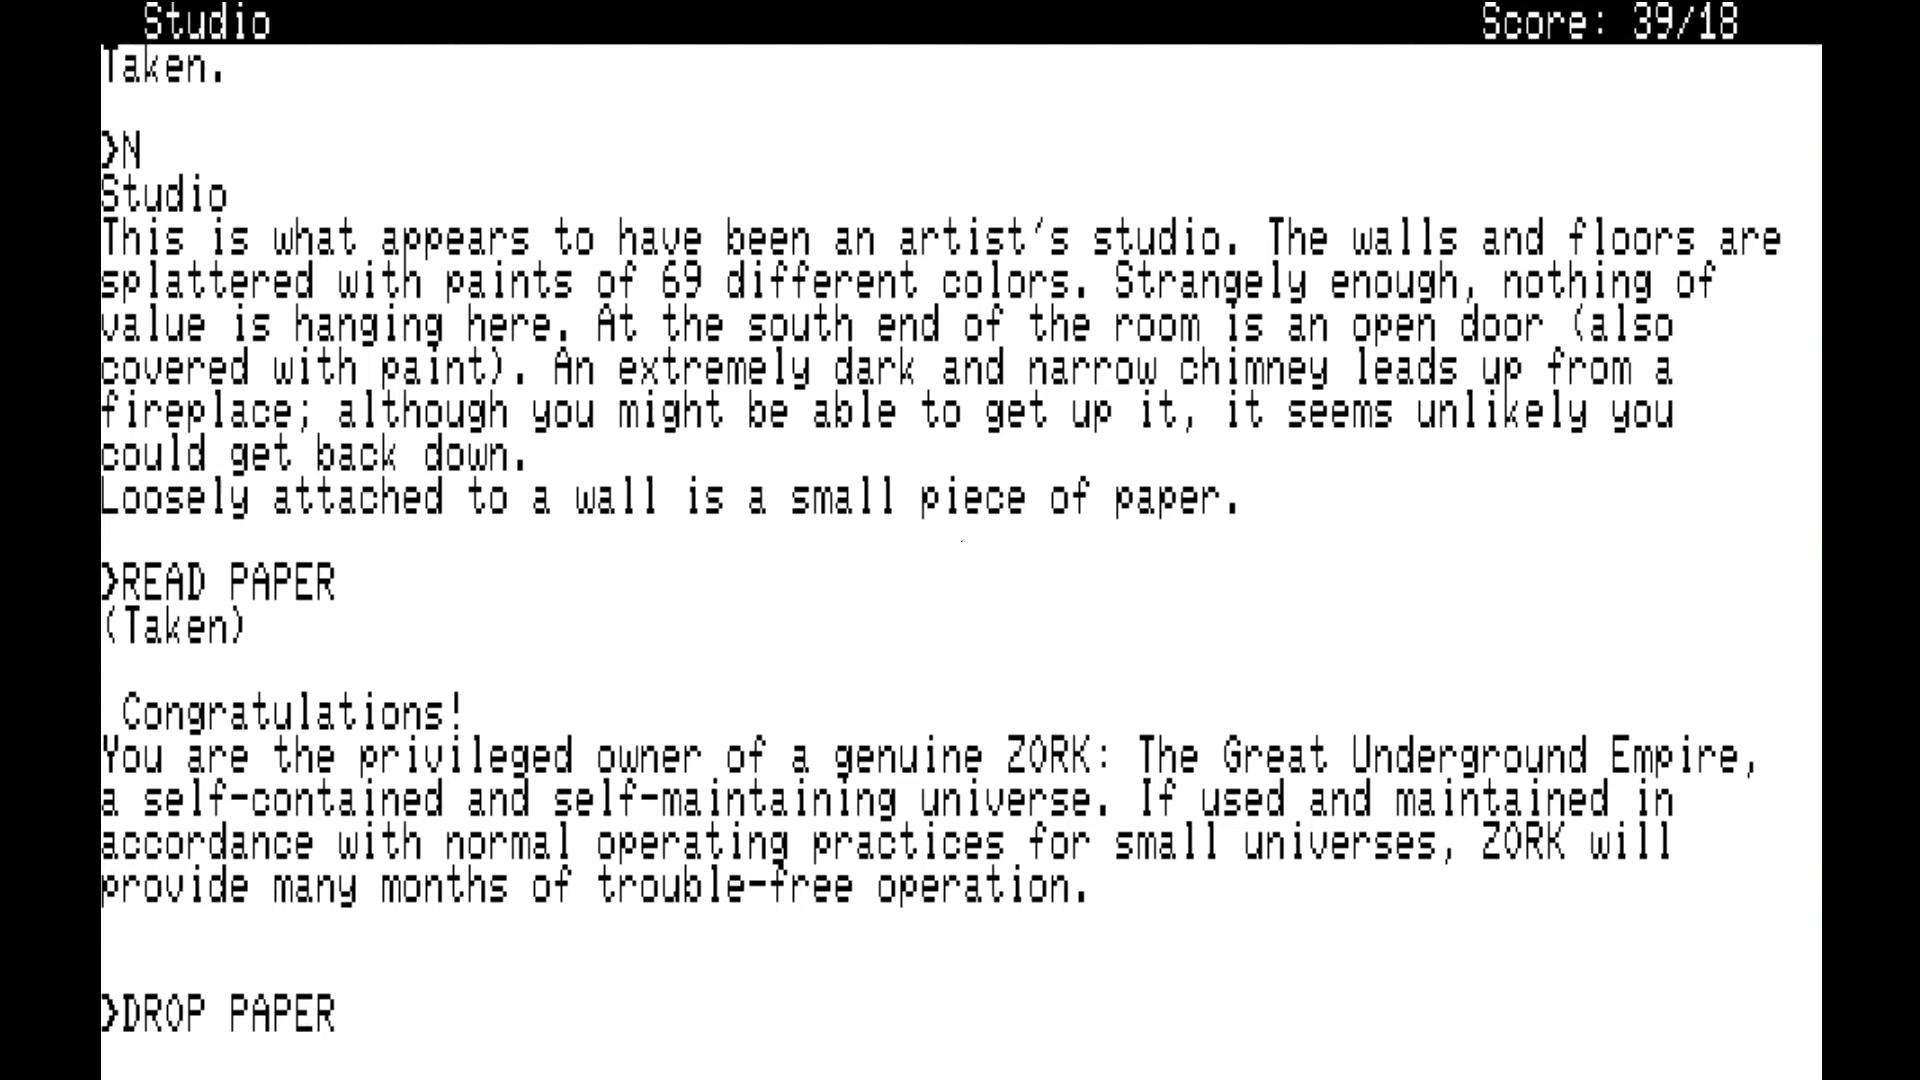 Studio Score: 39/18
Taken.
>N
Studio
This is what appears to have been an artist's studio. The walls and floors are
splattered with paints of 69 different colors. Strangely enough, nothing of
value is hanging here. At the south end of the room is an open door (also
covered with paint). An extremely dark and narrow chimney leads up from a
fireplace; although you might be able to get up it, it seems unlikely you
could get back down.
Loosely attached to a wall is a small piece of paper.
>READ PAPER
(Taken)
Congratulations!
You are the privileged owner of a genuine ZORK: The Great Underground Empire,
a self-contained and self-maintaining universe. If used and maintained in
accordance with normal operating practices for small universes, ZORK will
provide many months of trouble-free operation.
>DROP PAPER